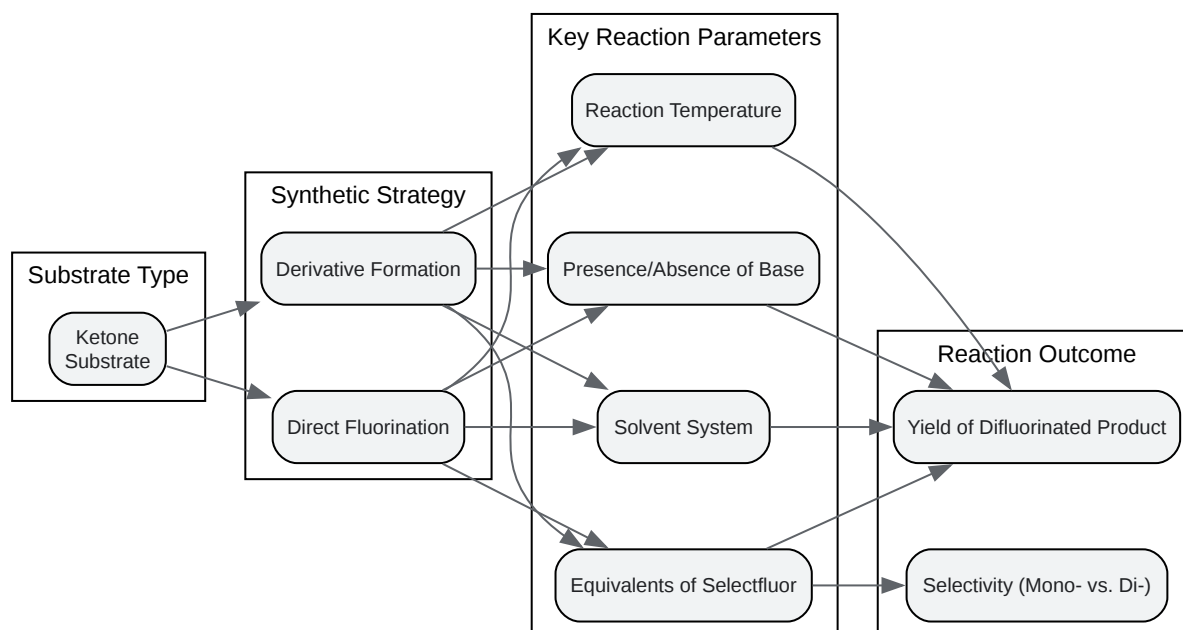 Substrate Type
Ketone
Substrate
Synthetic Strategy
Derivative Formation
Direct Fluorination
Key Reaction Parameters
Reaction Temperature
Presence/Absence of Base
Solvent System
Equivalents of Selectfluor
Reaction Outcome
Yield of Difluorinated Product
Selectivity (Mono- vs. Di-)